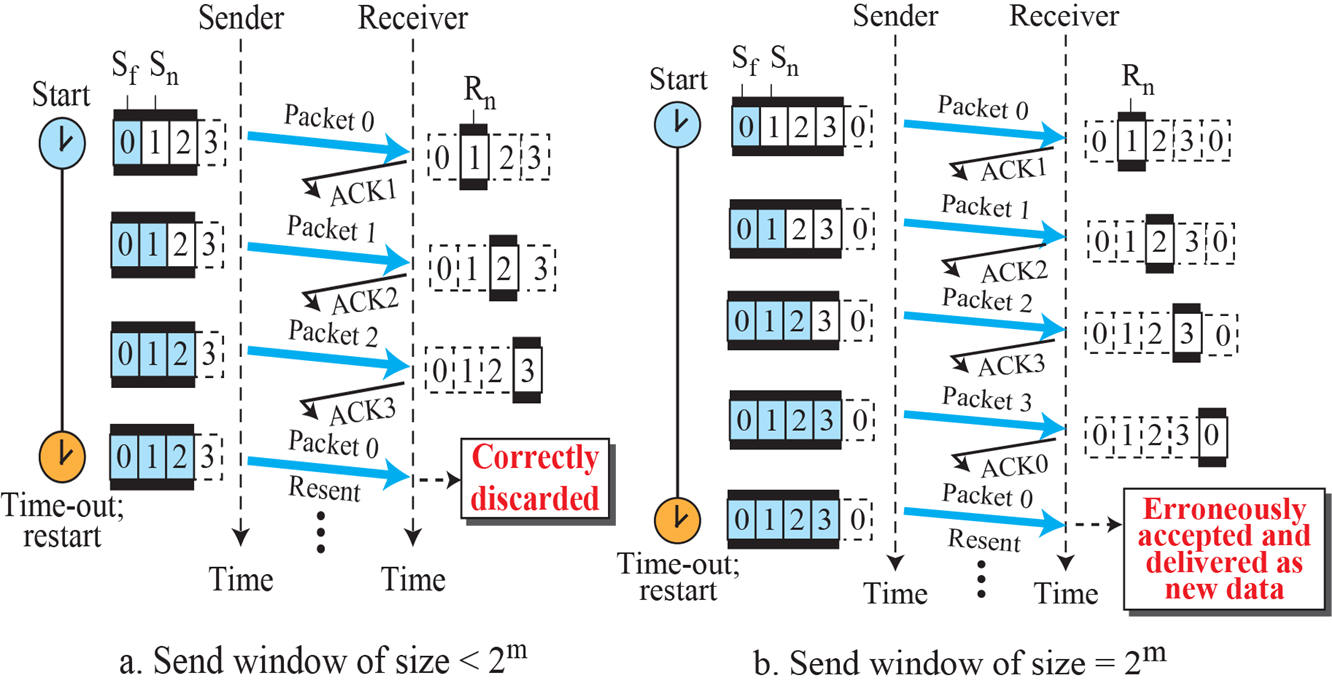 Sender Receiver
Start
Sf Sn
0 1 2 3
Packet 0
Rn
0 1 2 3
ACK1
0 1 2 3
Packet 1
0 1 2 3
ACK2
0 1 2 3
Packet 2
0 1 2 3
ACK3
0 1 2 3
Packet 0
Resent
Correctly
discarded
Time-out;
restart
Time Time
a. Send window of size < 2^m
Sender Receiver
Start
Sf Sn
0 1 2 3 0
Packet 0
Rn
0 1 2 3 0
ACK1
0 1 2 3 0
Packet 1
0 1 2 3 0
ACK2
0 1 2 3 0
Packet 2
0 1 2 3 0
ACK3
0 1 2 3 0
Packet 3
0 1 2 3 0
ACK0
0 1 2 3 0
Packet 0
Resent
Erroneously
accepted and
delivered as
new data
Time-out;
restart
Time Time
b. Send window of size = 2^m